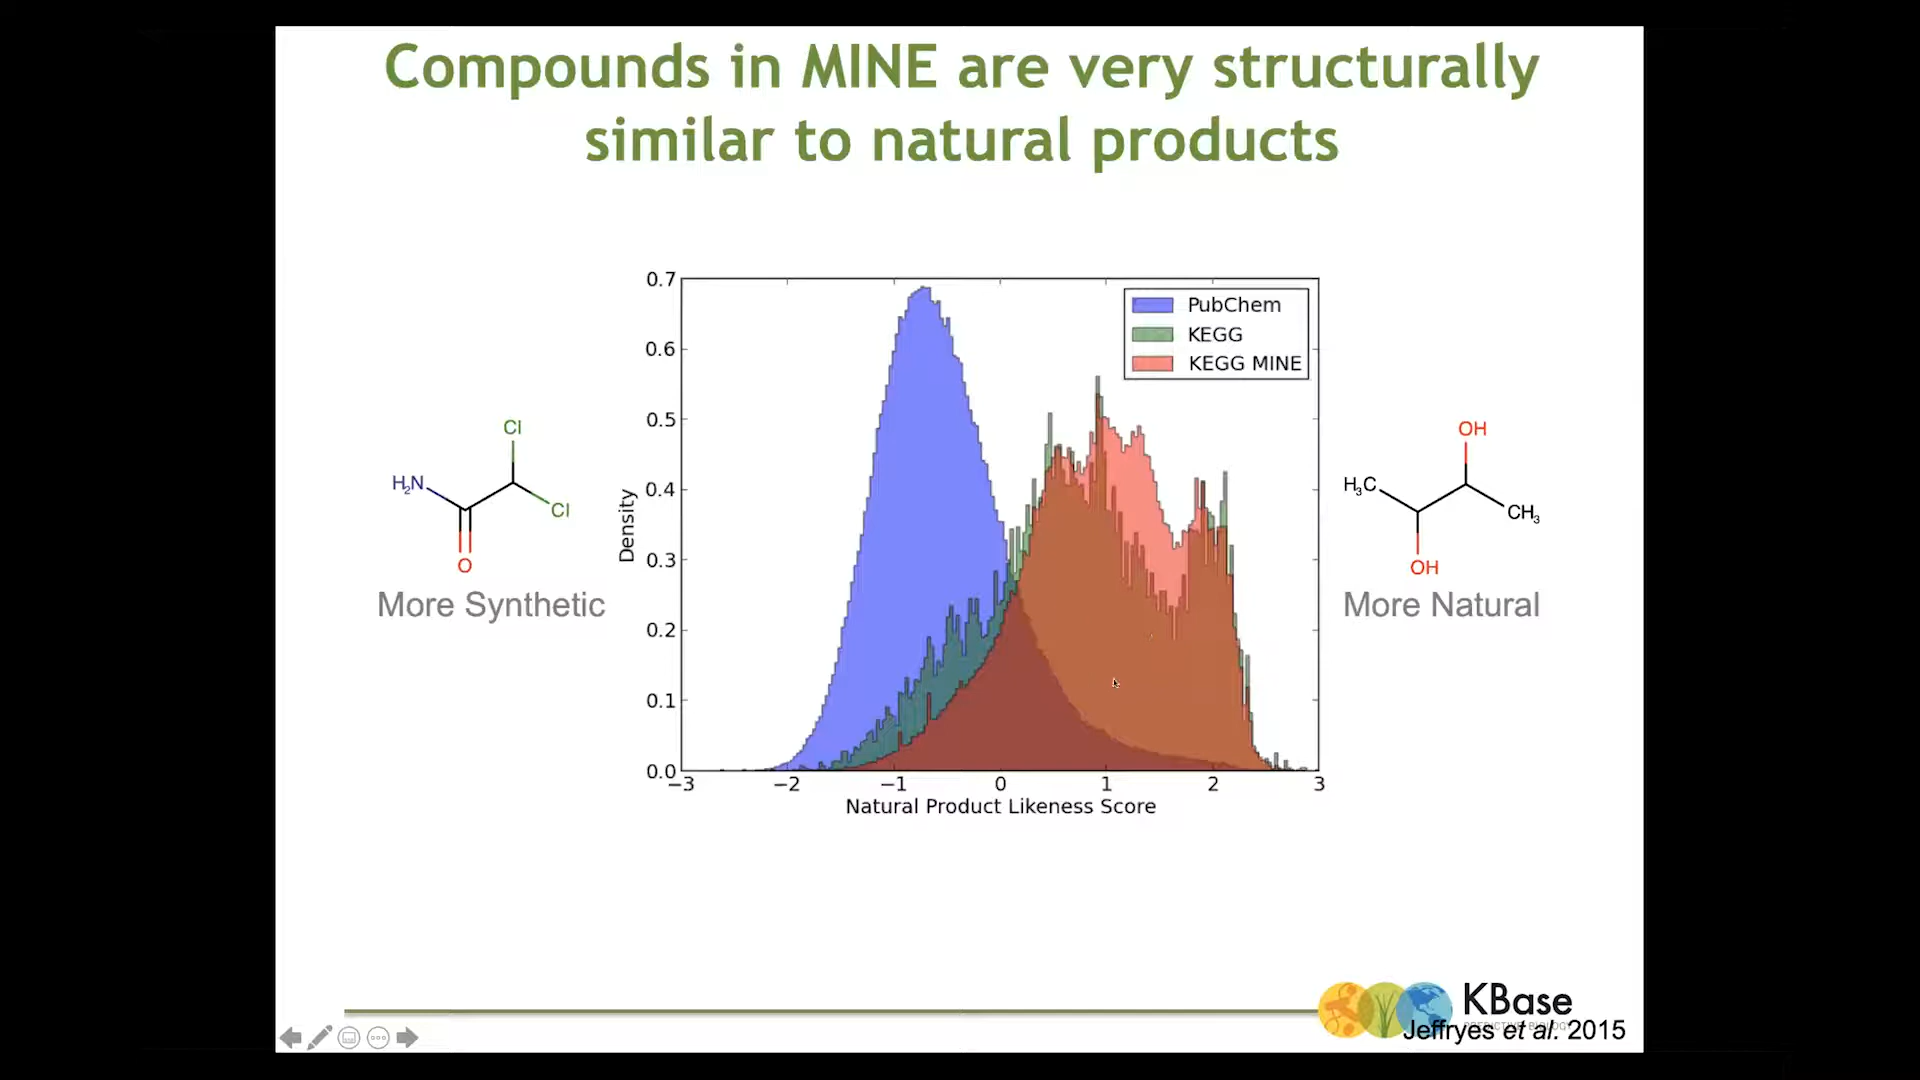 Compounds in MINE are very structurally
similar to natural products
0.7
0.6
0.5
0.4
0.3
0.2
0.1
0.0
Density
−3
−2
−1
0
1
2
3
Natural Product Likeness Score
PubChem
KEGG
KEGG MINE
Cl
H₂N
Cl
O
More Synthetic
OH
H₃C
CH₃
OH
More Natural
KBase
Jeffryes et al. 2015